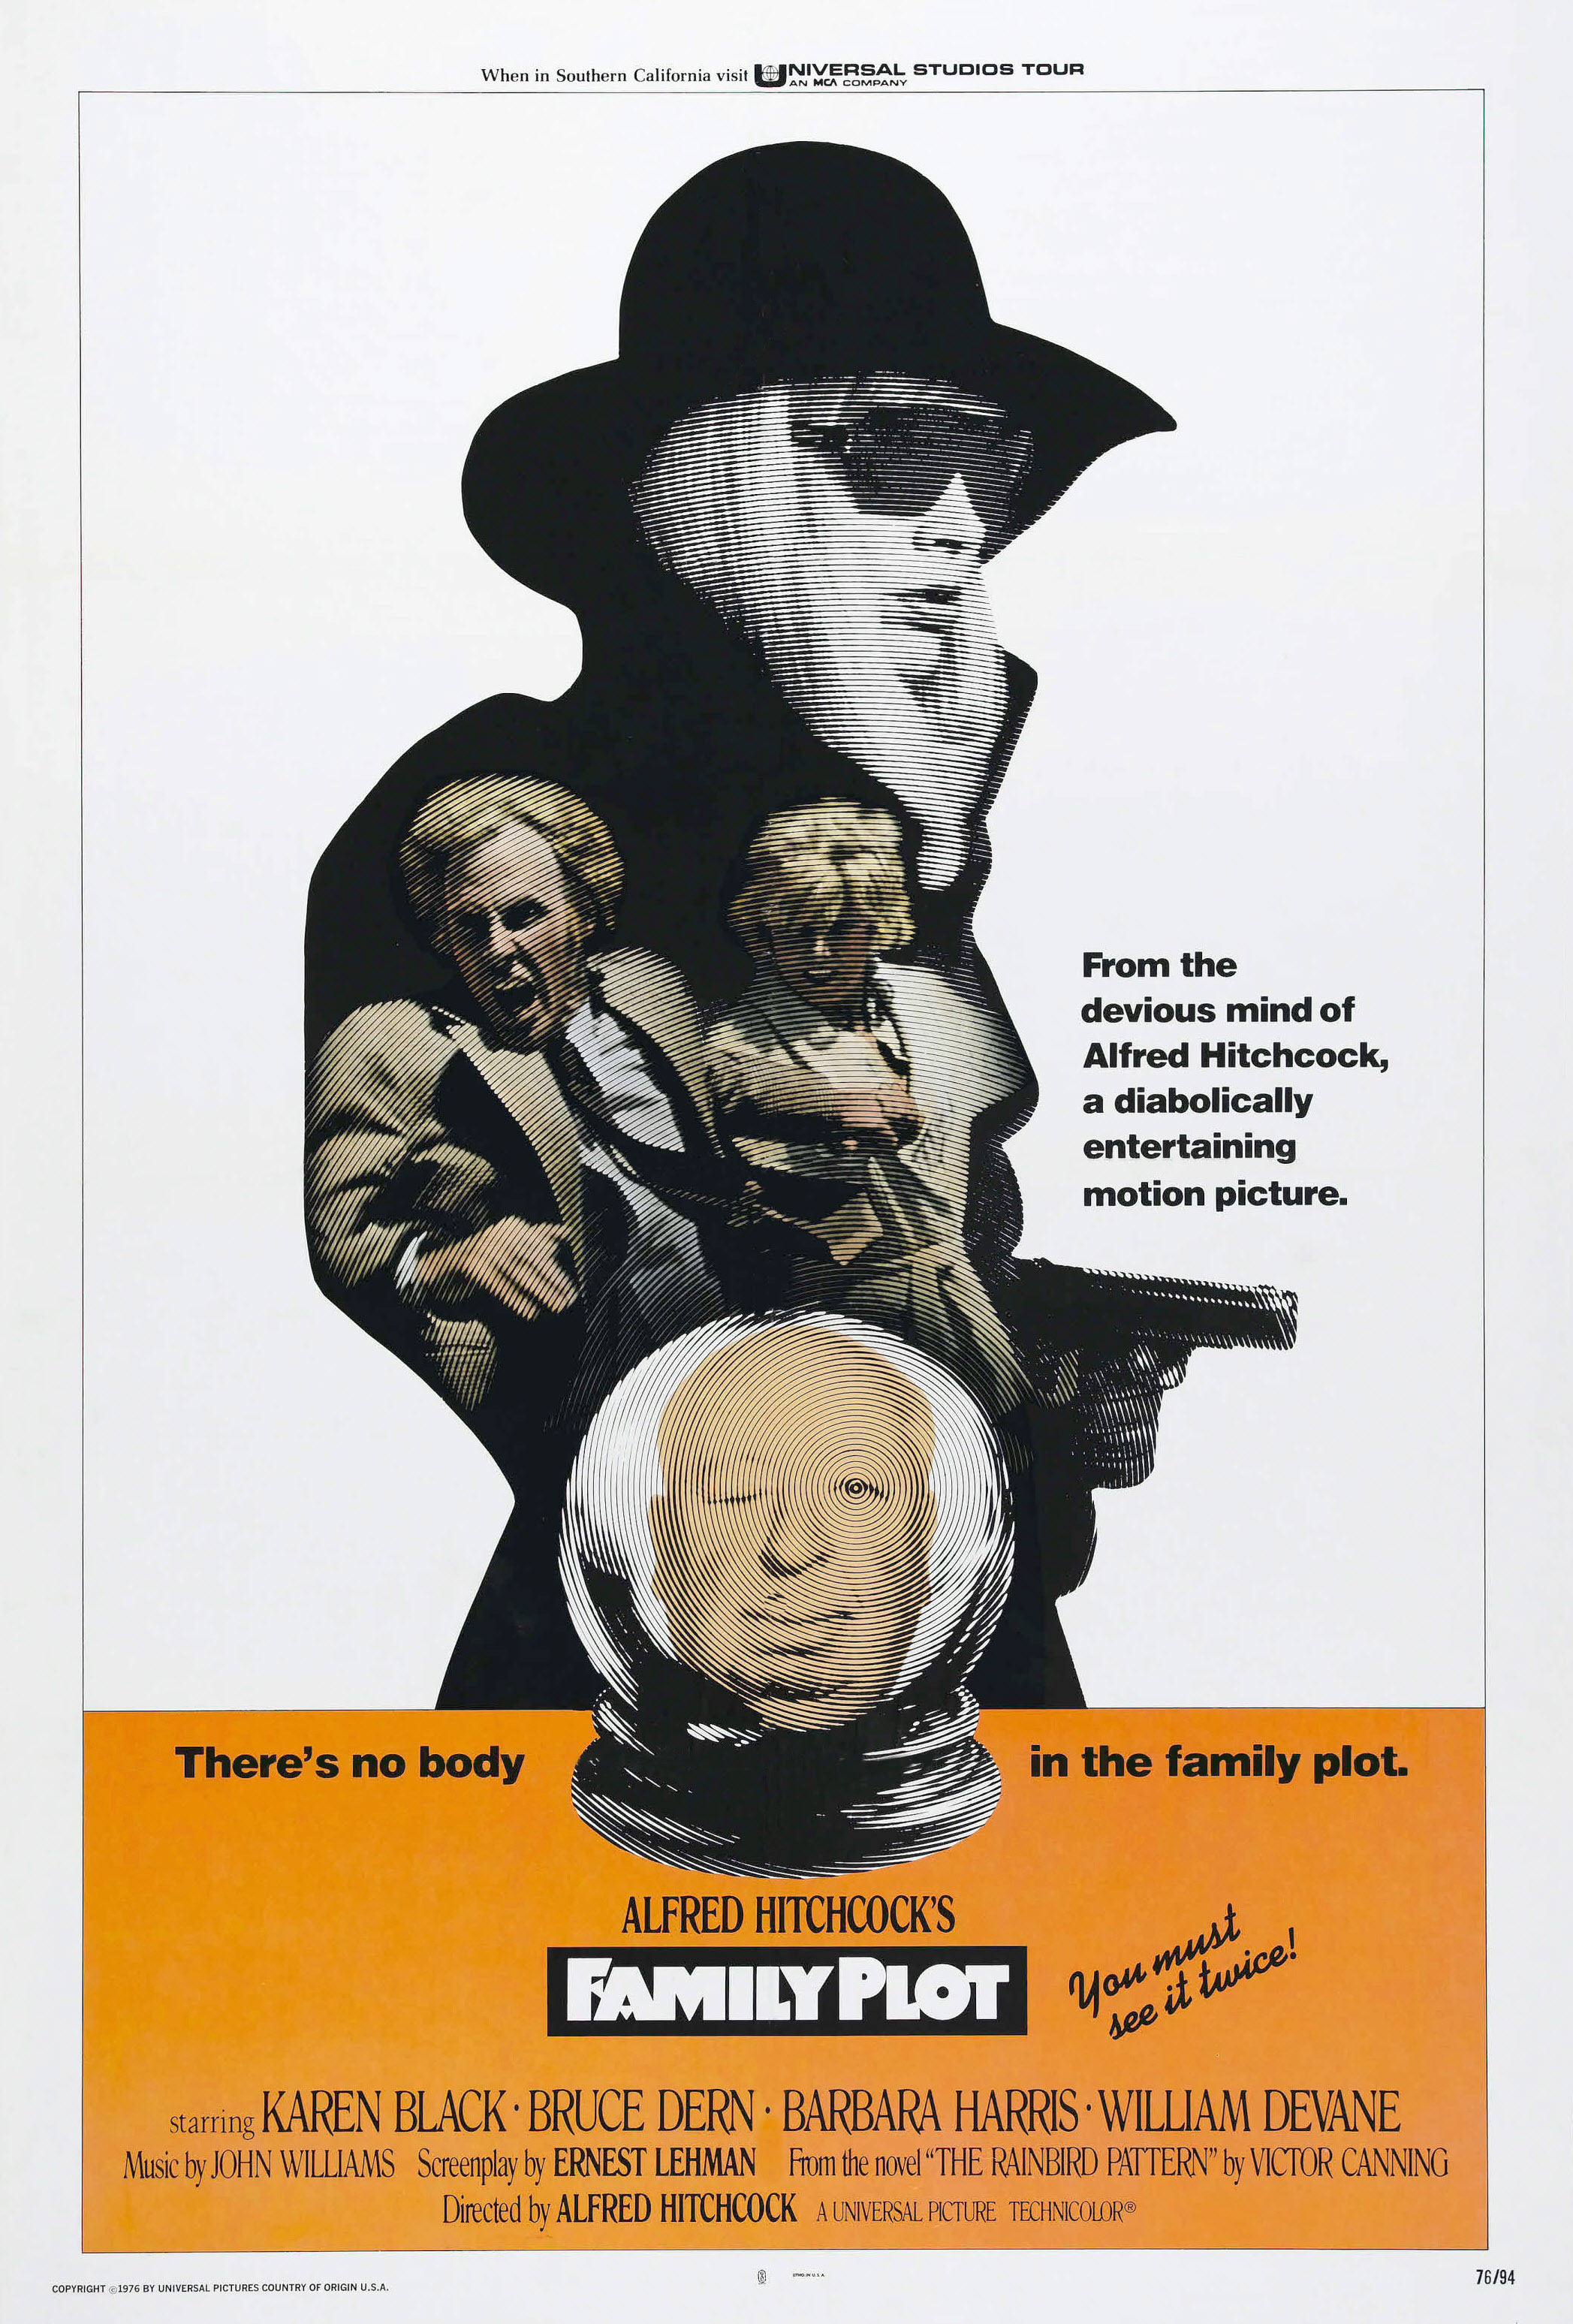 When in Southern California visit UNIVERSAL STUDIOS TOUR
AN MCA COMPANY
From the
devious mind of
Alfred Hitchcock,
a diabolically
entertaining
motion picture.
There's no body in the family plot.
ALFRED HITCHCOCK'S
FAMILY PLOT
You must
see it twice!
starring KAREN BLACK · BRUCE DERN · BARBARA HARRIS · WILLIAM DEVANE
Music by JOHN WILLIAMS Screenplay by ERNEST LEHMAN From the novel "THE RAINBIRD PATTERN" by VICTOR CANNING
Directed by ALFRED HITCHCOCK A UNIVERSAL PICTURE TECHNICOLOR®
COPYRIGHT ©1976 BY UNIVERSAL PICTURES COUNTRY OF ORIGIN U.S.A.
76/94